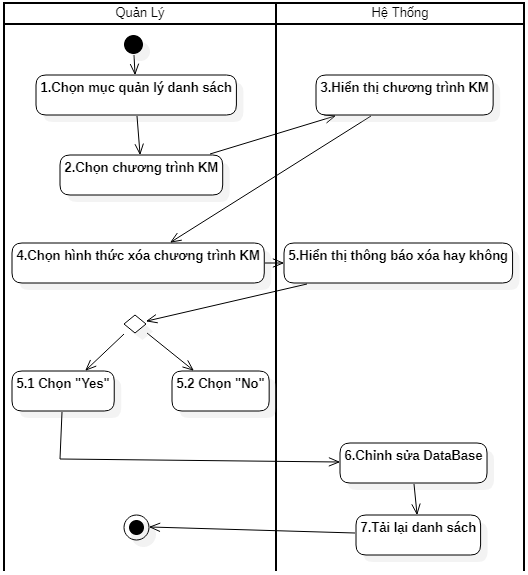 Quản Lý
Hệ Thống
1.Chọn mục quản lý danh sách
3.Hiển thị chương trình KM
2.Chọn chương trình KM
4.Chọn hình thức xóa chương trình KM
5.Hiển thị thông báo xóa hay không
5.1 Chọn "Yes"
5.2 Chọn "No"
6.Chỉnh sửa DataBase
7.Tải lại danh sách